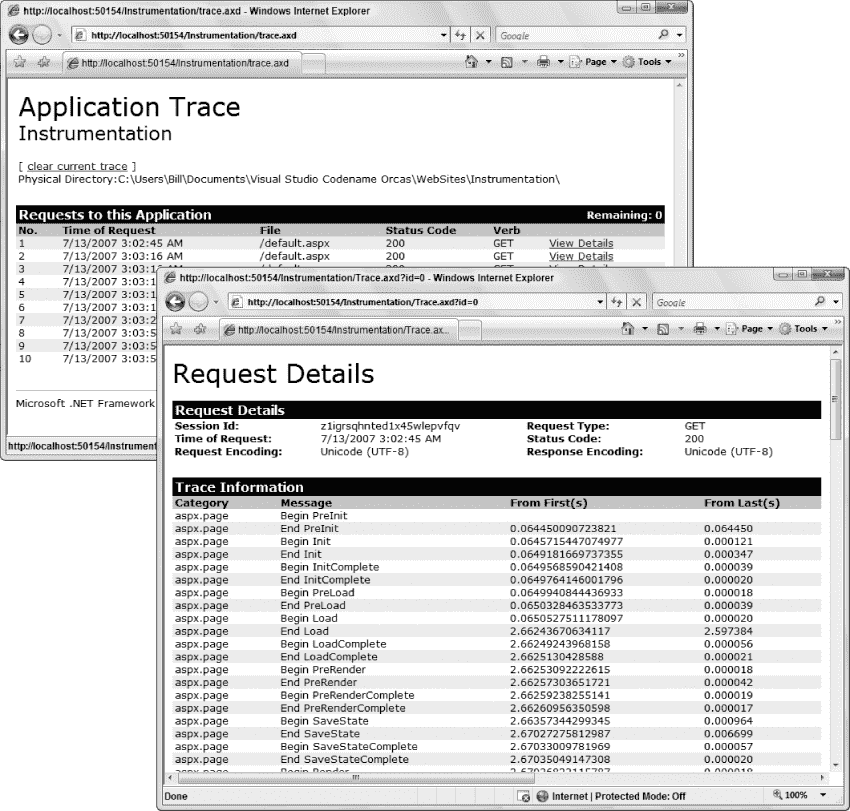 http://localhost:50154/Instrumentation/trace.axd - Windows Internet Explorer
http://localhost:50154/Instrumentation/trace.axd
Google
http://localhost:50154/Instrumentation/trace.axd
Page
Tools
Application Trace
Instrumentation
[ clear current trace ]
Physical Directory:C:\Users\Bill\Documents\Visual Studio Codename Orcas\WebSites\Instrumentation\
Requests to this Application Remaining: 0
No. Time of Request File Status Code Verb
1 7/13/2007 3:02:45 AM /default.aspx 200 GET View Details
2 7/13/2007 3:03:16 AM /default.aspx 200 GET View Details
3 7/13/2007 3:03:1
4 7/13/2007 3:03:1
5 7/13/2007 3:03:1
6 7/13/2007 3:03:1
7 7/13/2007 3:03:2
8 7/13/2007 3:03:5
9 7/13/2007 3:03:5
10 7/13/2007 3:03:5
Microsoft .NET Framework
http://localhost:50154/Instrument
http://localhost:50154/Instrumentation/Trace.axd?id=0 - Windows Internet Explorer
http://localhost:50154/Instrumentation/Trace.axd?id=0
Google
http://localhost:50154/Instrumentation/Trace.ax...
Page
Tools
Request Details
Request Details
Session Id: z1igrsqhnted1x45wlepvfqv Request Type: GET
Time of Request: 7/13/2007 3:02:45 AM Status Code: 200
Request Encoding: Unicode (UTF-8) Response Encoding: Unicode (UTF-8)
Trace Information
Category Message From First(s) From Last(s)
aspx.page Begin PreInit
aspx.page End PreInit 0.064450090723821 0.064450
aspx.page Begin Init 0.0645715447074977 0.000121
aspx.page End Init 0.0649181669737355 0.000347
aspx.page Begin InitComplete 0.0649568590421408 0.000039
aspx.page End InitComplete 0.0649764146001796 0.000020
aspx.page Begin PreLoad 0.0649940844436933 0.000018
aspx.page End PreLoad 0.0650328463533773 0.000039
aspx.page Begin Load 0.0650527511178097 0.000020
aspx.page End Load 2.66243670634117 2.597384
aspx.page Begin LoadComplete 2.66249243968158 0.000056
aspx.page End LoadComplete 2.6625130428588 0.000021
aspx.page Begin PreRender 2.66253092222615 0.000018
aspx.page End PreRender 2.66257303651721 0.000042
aspx.page Begin PreRenderComplete 2.66259238255141 0.000019
aspx.page End PreRenderComplete 2.66260956350598 0.000017
aspx.page Begin SaveState 2.66357344299345 0.000964
aspx.page End SaveState 2.67027275812987 0.006699
aspx.page Begin SaveStateComplete 2.67033009781969 0.000057
aspx.page End SaveStateComplete 2.67035049147308 0.000020
Done
Internet | Protected Mode: Off
100%